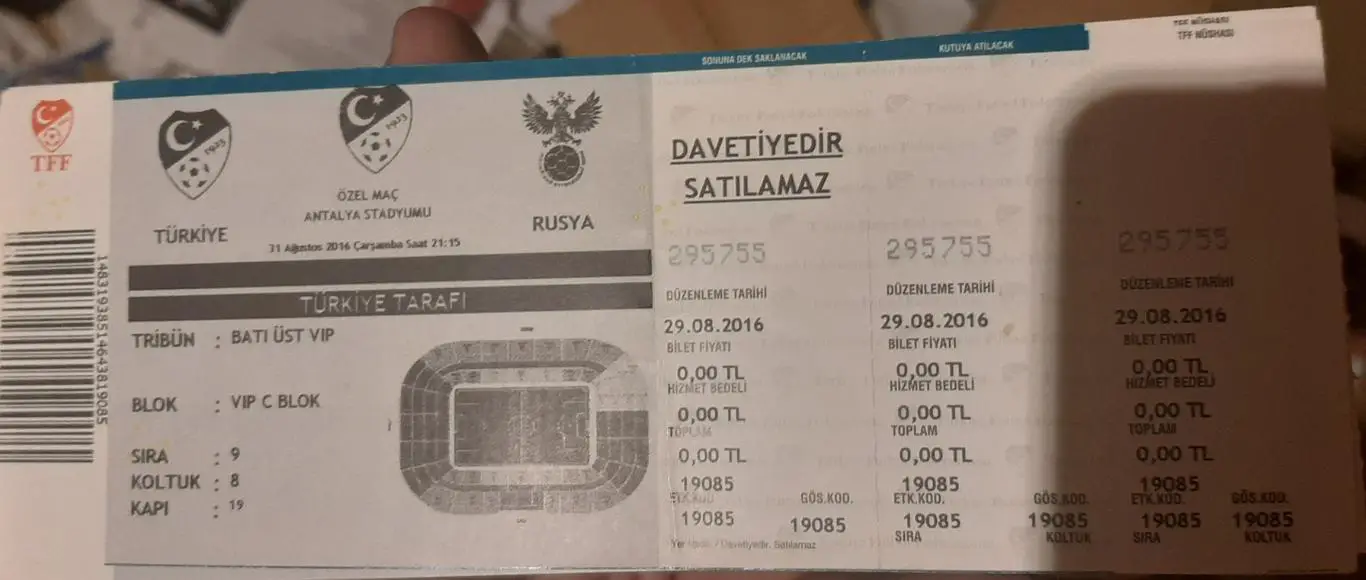 TFF NÜSHASI
TFF NÜSHASI
SONUNA DEK SAKLANACAK
KUTUYA ATILACAK
TFF
1923
1923
ÖZEL MAÇ
ANTALYA STADYUMU
TÜRKİYE
RUSYA
31 Ağustos 2016 Çarşamba Saat 21:15
TÜRKİYE TARAFI
TRİBÜN : BATI ÜST VIP
BLOK : VIP C BLOK
SIRA : 9
KOLTUK : 8
KAPI : 19
14831938514643819085
DAVETİYEDİR
SATILAMAZ
295755
DÜZENLEME TARİHİ
29.08.2016
BİLET FİYATI
0,00 TL
HİZMET BEDELİ
0,00 TL
TOPLAM
0,00 TL
19085
ETK.KOD. GÖS.KOD.
19085 19085
/ Davetiyedir. Satılamaz
295755
DÜZENLEME TARİHİ
29.08.2016
BİLET FİYATI
0,00 TL
HİZMET BEDELİ
0,00 TL
TOPLAM
0,00 TL
19085
ETK.KOD. GÖS.KOD.
19085 19085
SIRA KOLTUK
295755
DÜZENLEME TARİHİ
29.08.2016
BİLET FİYATI
0,00 TL
HİZMET BEDELİ
0,00 TL
TOPLAM
0,00 TL
19085
ETK.KOD. GÖS.KOD.
19085 19085
SIRA KOLTUK